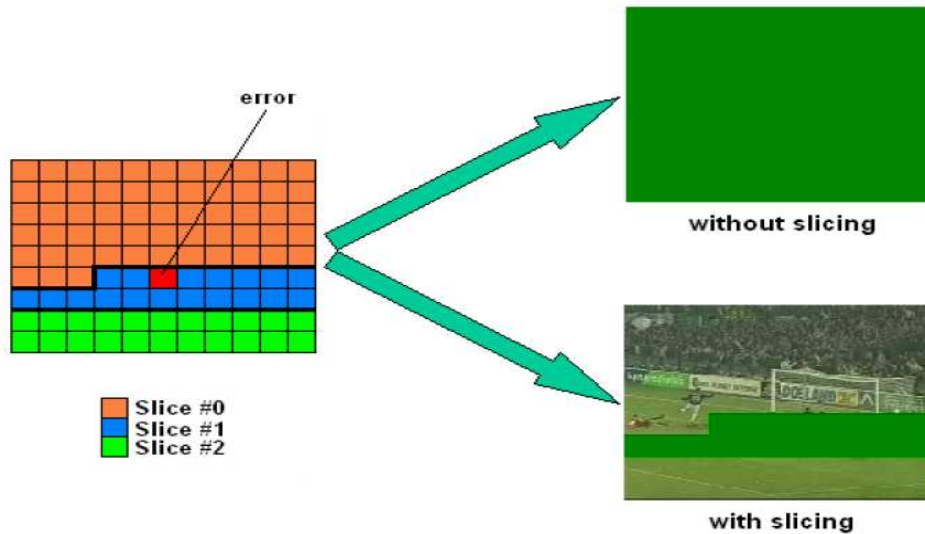 error
without slicing
Slice #0
Slice #1
Slice #2
with slicing